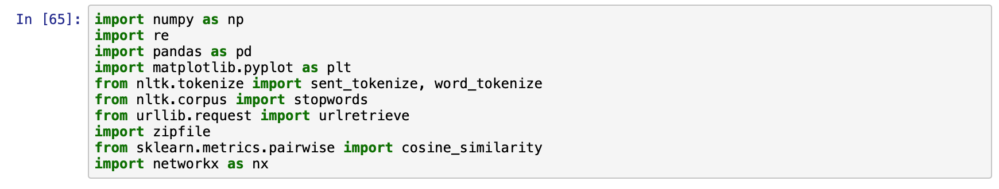 In [65]: import numpy as np
import re
import pandas as pd
import matplotlib.pyplot as plt
from nltk.tokenize import sent_tokenize, word_tokenize
from nltk.corpus import stopwords
from urllib.request import urlretrieve
import zipfile
from sklearn.metrics.pairwise import cosine_similarity
import networkx as nx